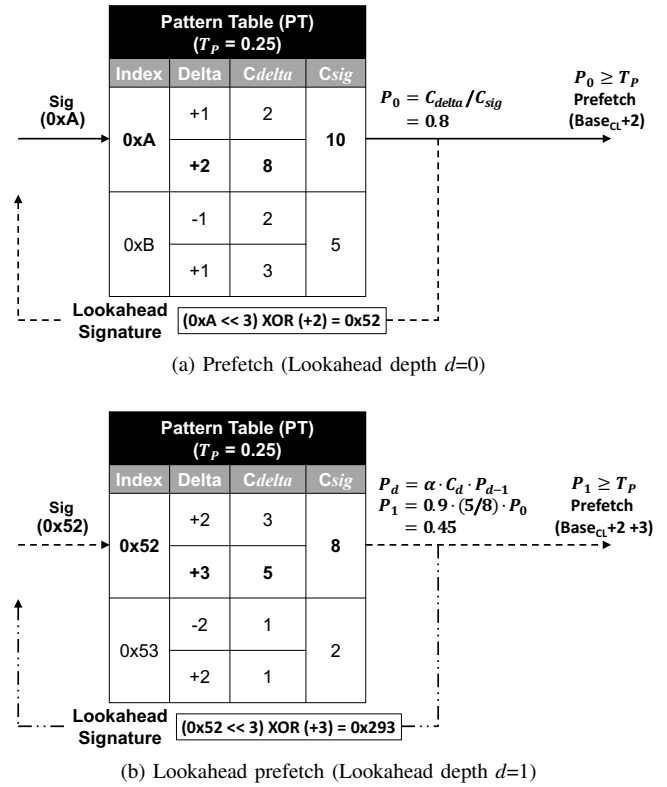 Pattern Table (PT)
(T_P = 0.25)
Index Delta Cdelta Csig
Sig
(0xA)
0xA +1 2 10
+2 8
0xB -1 2 5
+1 3
P_0 = C_delta/C_sig
= 0.8
P_0 ≥ T_P
Prefetch
(Base_CL+2)
Lookahead
Signature
(0xA << 3) XOR (+2) = 0x52
(a) Prefetch (Lookahead depth d=0)
Pattern Table (PT)
(T_P = 0.25)
Index Delta Cdelta Csig
Sig
(0x52)
0x52 +2 3 8
+3 5
0x53 -2 1 2
+2 1
P_d = α · C_d · P_d-1
P_1 = 0.9 · (5/8) · P_0
= 0.45
P_1 ≥ T_P
Prefetch
(Base_CL+2 +3)
Lookahead
Signature
(0x52 << 3) XOR (+3) = 0x293
(b) Lookahead prefetch (Lookahead depth d=1)